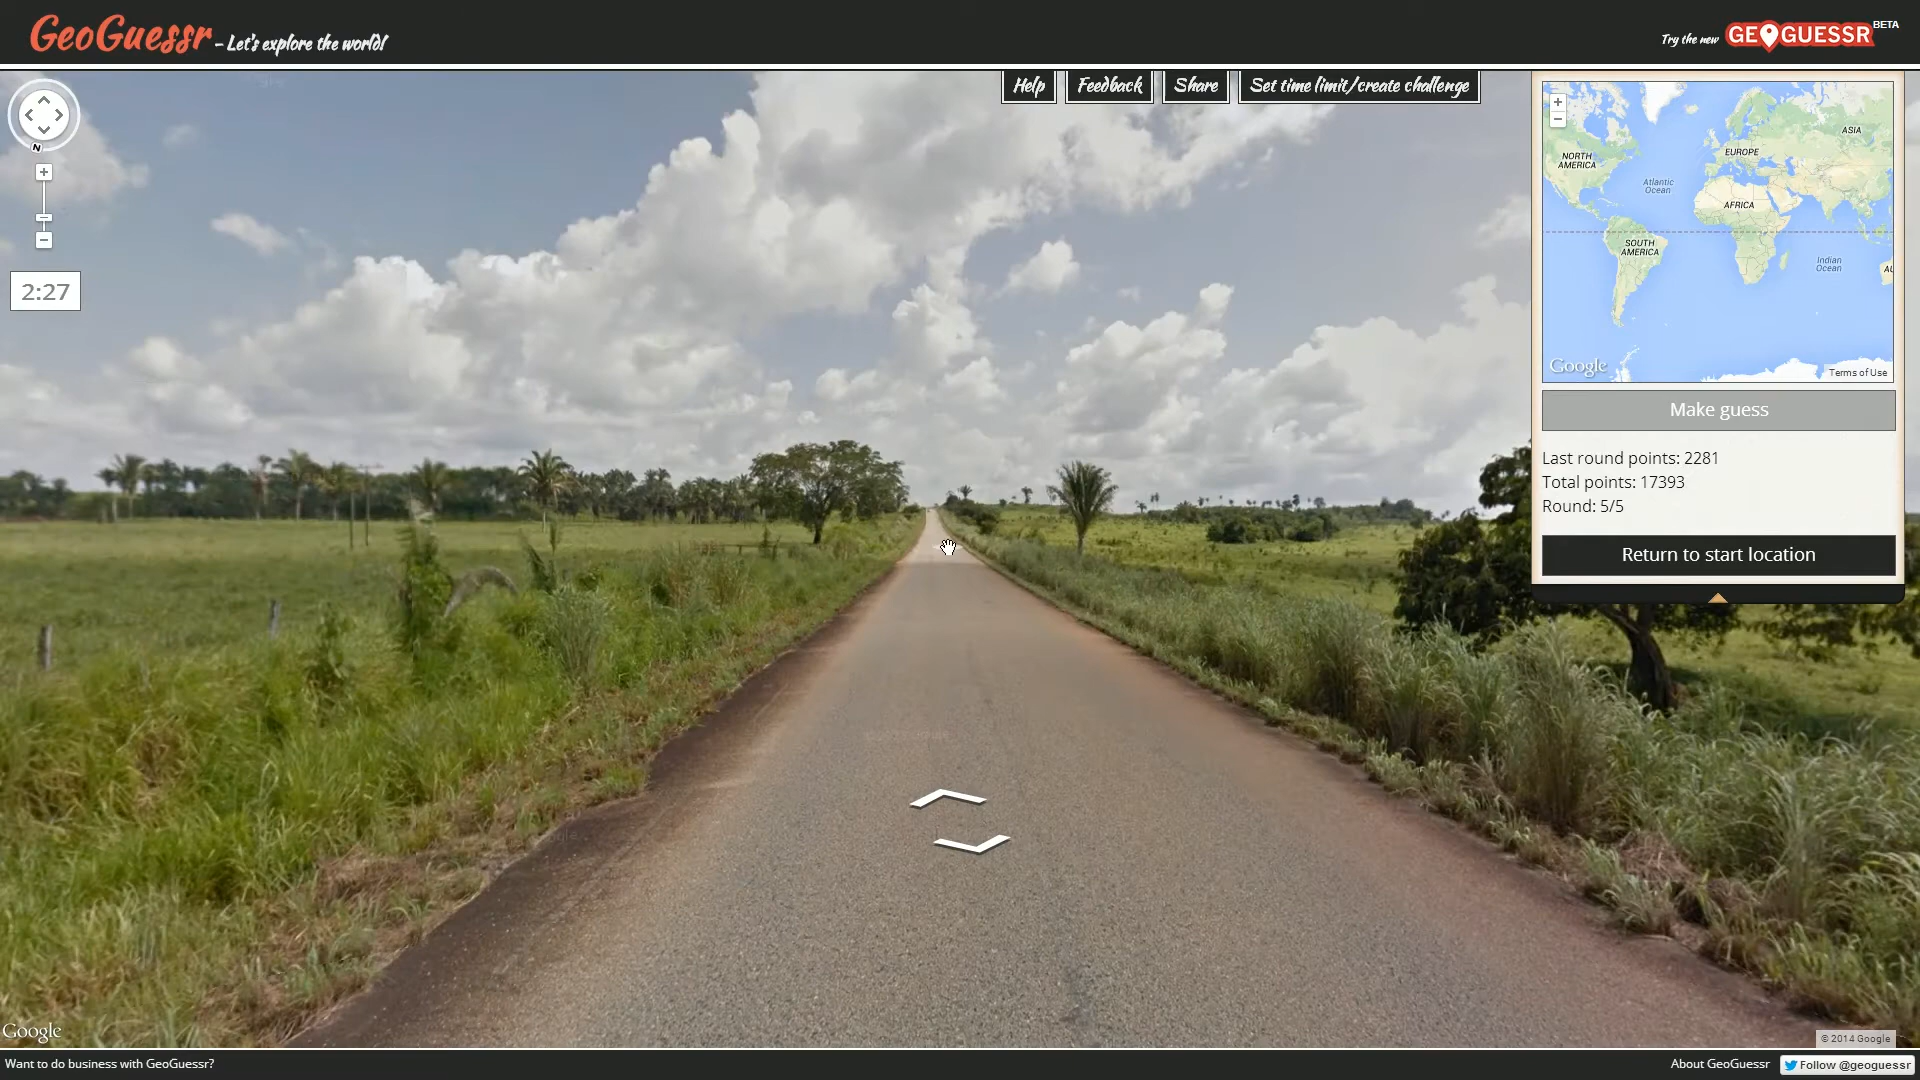 GeoGuessr - Let's explore the world!
Try the new GEOGUESSR BETA
Help Feedback Share Set time limit/create challenge
N
2:27
NORTH AMERICA
Atlantic Ocean
EUROPE
ASIA
AFRICA
SOUTH AMERICA
Indian Ocean
AU
Google
Terms of Use
Make guess
Last round points: 2281
Total points: 17393
Round: 5/5
Return to start location
Google
© 2014 Google
Want to do business with GeoGuessr?
About GeoGuessr
Follow @geoguessr